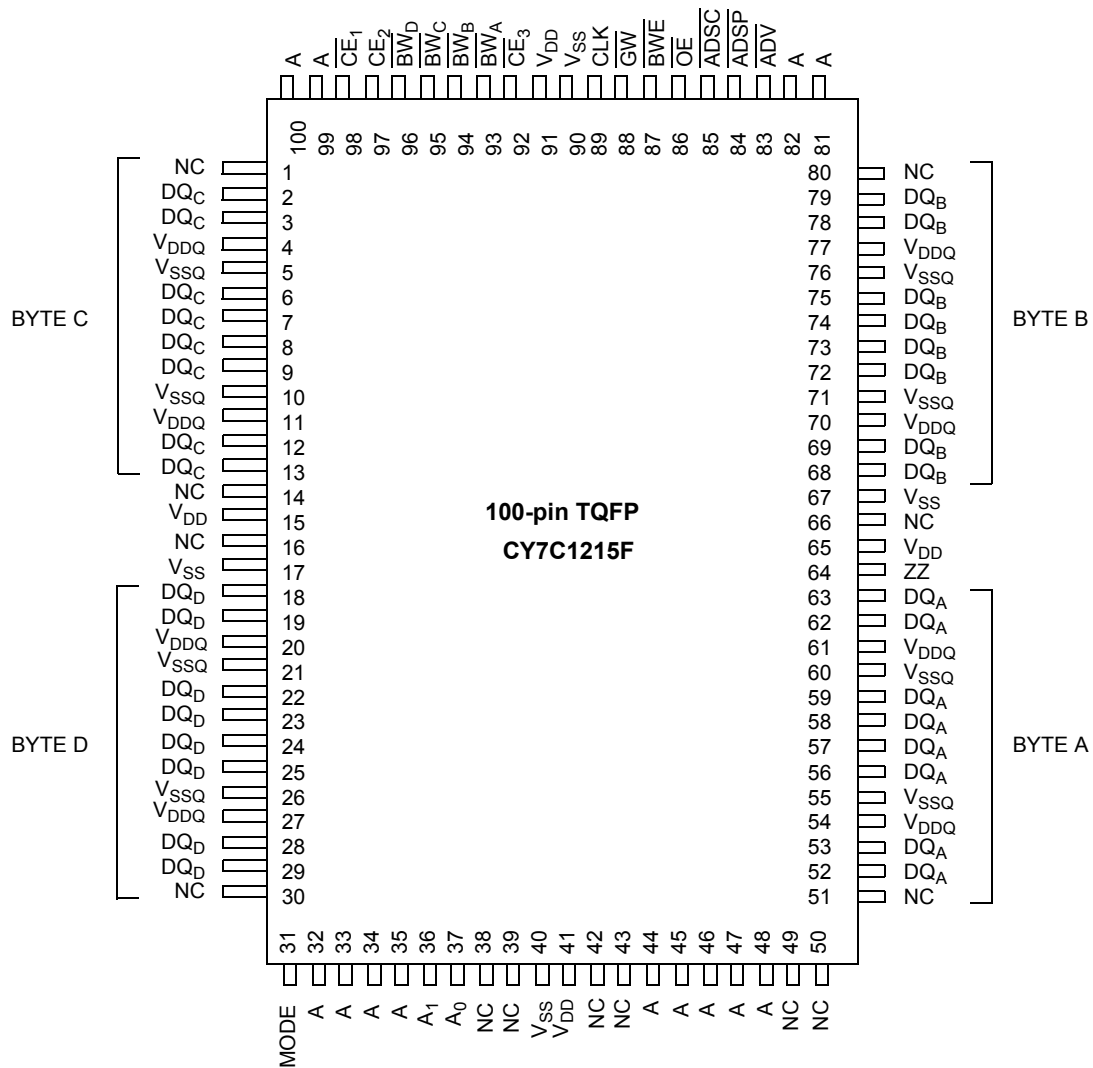 A A CE1 CE2 BWD BWC BWB BWA CE3 VDD VSS CLK GW BWE OE ADSC ADSP ADV A A
100 99 98 97 96 95 94 93 92 91 90 89 88 87 86 85 84 83 82 81
BYTE C
NC 1
DQC 2
DQC 3
VDDQ 4
VSSQ 5
DQC 6
DQC 7
DQC 8
DQC 9
VSSQ 10
VDDQ 11
DQC 12
DQC 13
NC 14
VDD 15
NC 16
VSS 17
BYTE D
DQD 18
DQD 19
VDDQ 20
VSSQ 21
DQD 22
DQD 23
DQD 24
DQD 25
VSSQ 26
VDDQ 27
DQD 28
DQD 29
NC 30
100-pin TQFP
CY7C1215F
80 NC
79 DQB
78 DQB
77 VDDQ
76 VSSQ
75 DQB
74 DQB
73 DQB
72 DQB
71 VSSQ
70 VDDQ
69 DQB
68 DQB
BYTE B
67 VSS
66 NC
65 VDD
64 ZZ
63 DQA
62 DQA
61 VDDQ
60 VSSQ
59 DQA
58 DQA
57 DQA
56 DQA
55 VSSQ
54 VDDQ
53 DQA
52 DQA
51 NC
BYTE A
31 32 33 34 35 36 37 38 39 40 41 42 43 44 45 46 47 48 49 50
MODE A A A A A1 A0 NC NC VSS VDD NC NC A A A A A NC NC